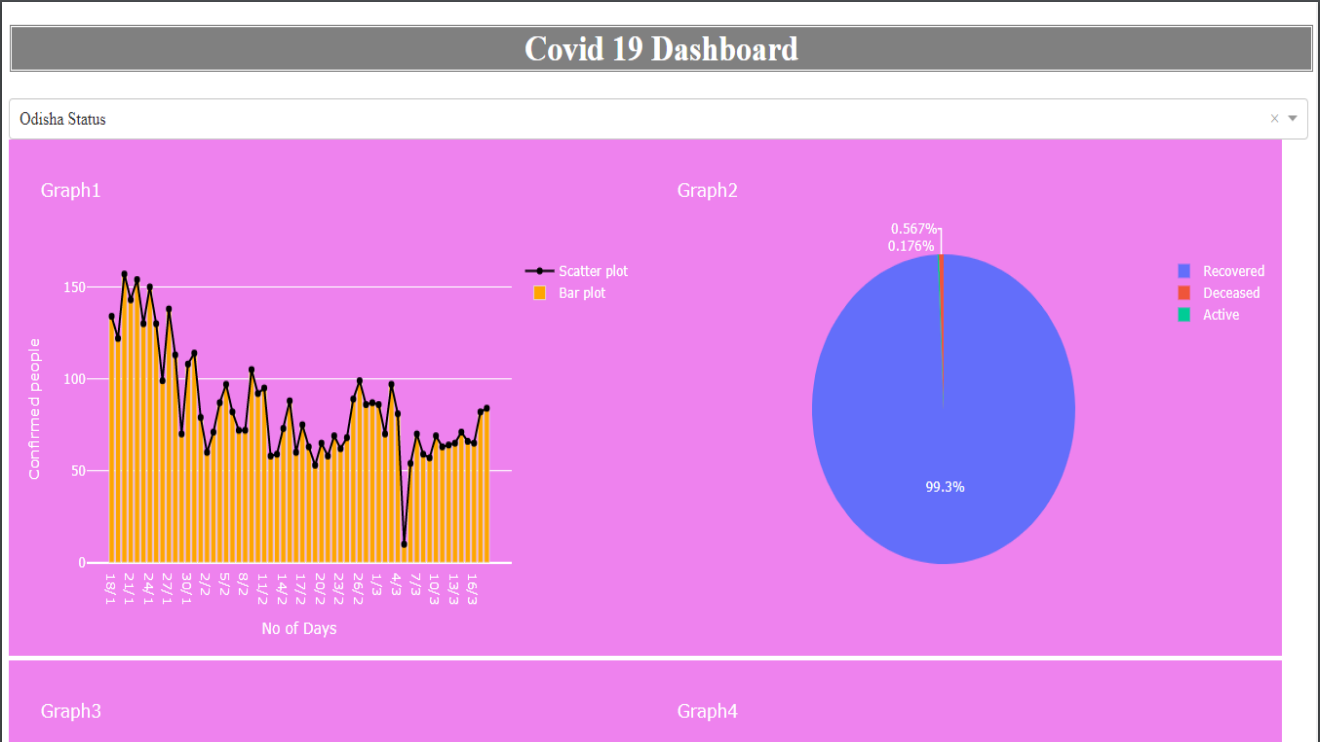 Covid 19 Dashboard
Odisha Status
Graph1
Graph2
Scatter plot
Bar plot
150
100
50
0
Confirmed people
18/1
21/1
24/1
27/1
30/1
2/2
5/2
8/2
11/2
14/2
17/2
20/2
23/2
26/2
1/3
4/3
7/3
10/3
13/3
16/3
No of Days
0.567%
0.176%
99.3%
Recovered
Deceased
Active
Graph3
Graph4